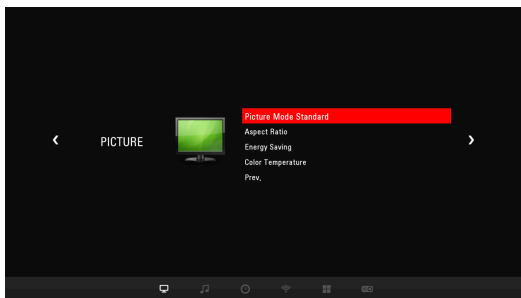 PICTURE
Picture Mode Standard
Aspect Ratio
Energy Saving
Color Temperature
Prev.